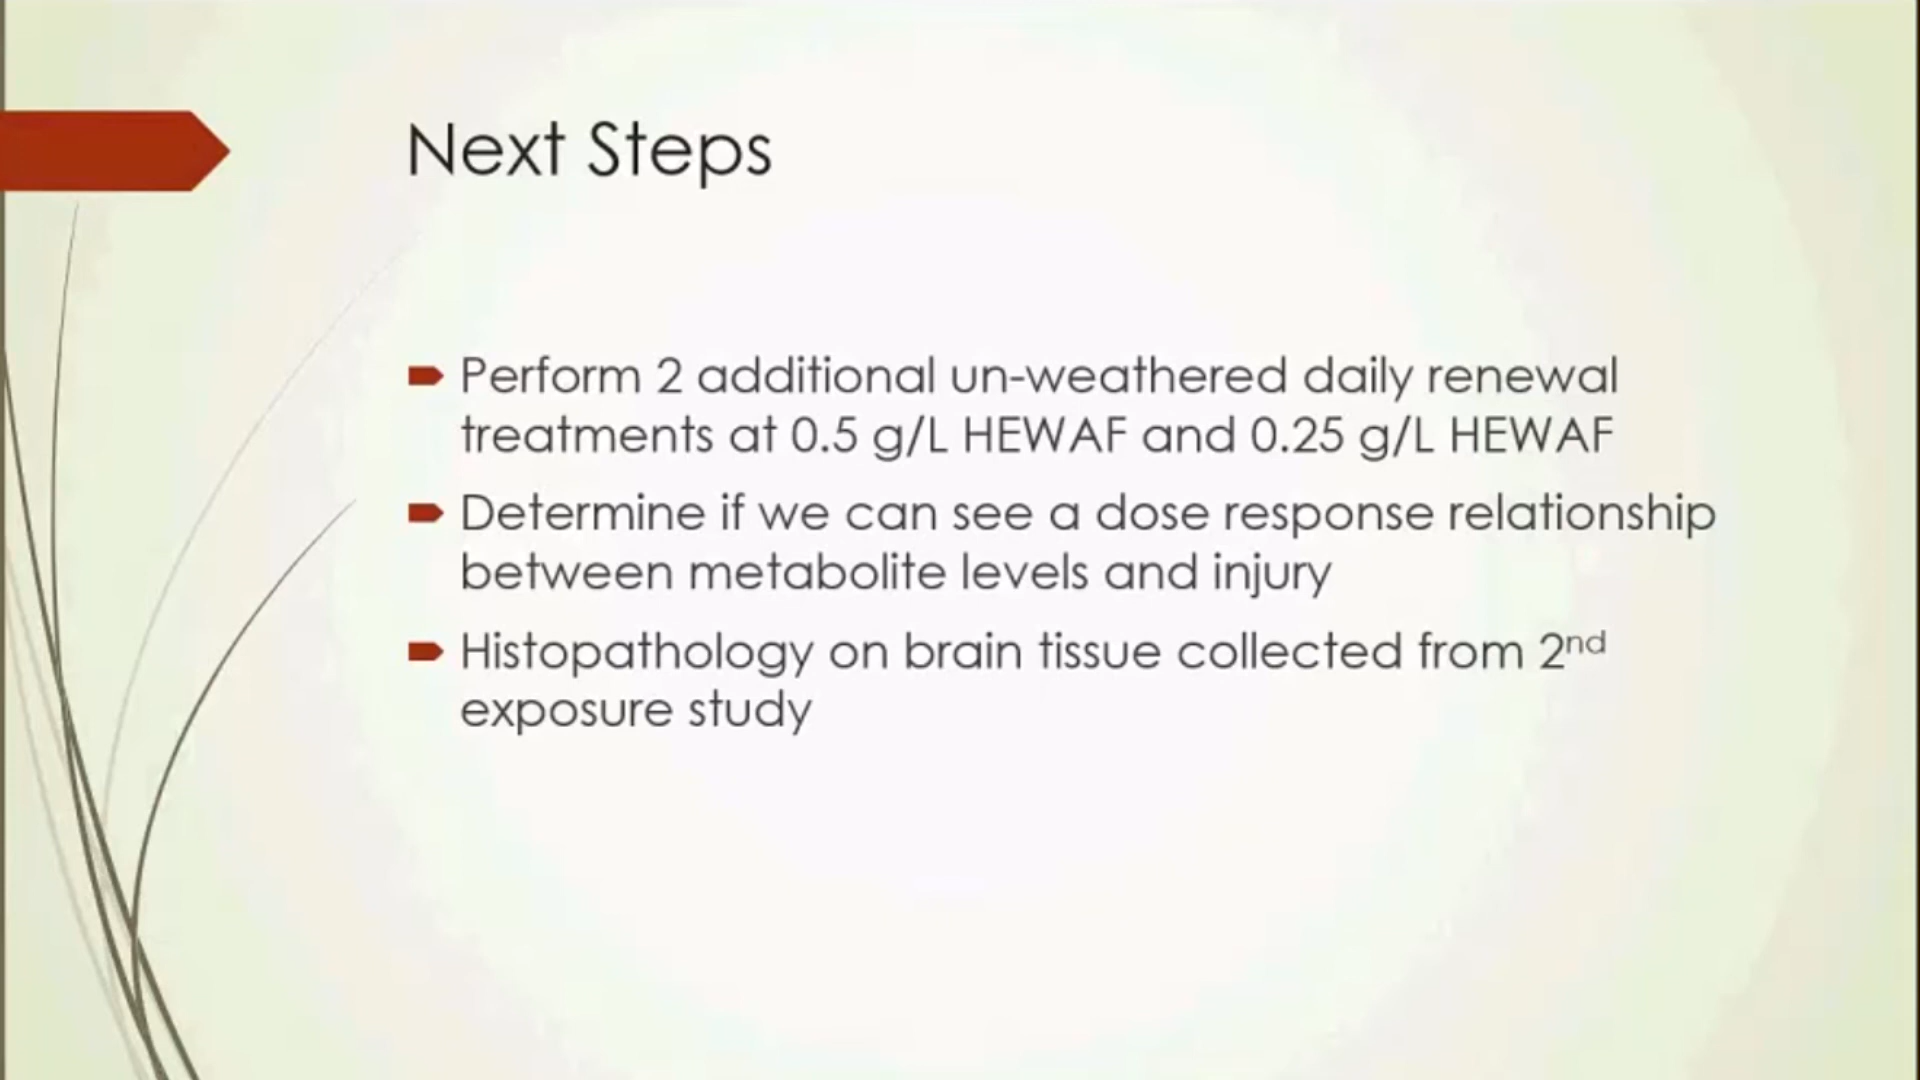 Next Steps
Perform 2 additional un-weathered daily renewal
treatments at 0.5 g/L HEWAF and 0.25 g/L HEWAF
Determine if we can see a dose response relationship
between metabolite levels and injury
Histopathology on brain tissue collected from 2nd
exposure study